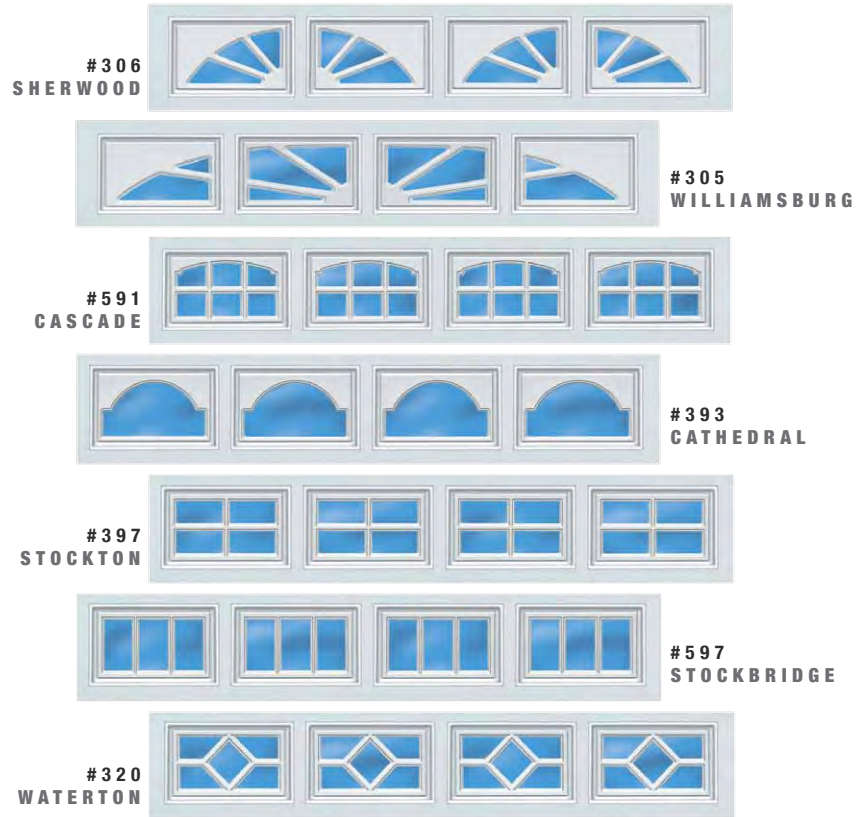 #306
SHERWOOD
#305
WILLIAMSBURG
#591
CASCADE
#393
CATHEDRAL
#397
STOCKTON
#597
STOCKBRIDGE
#320
WATERTON